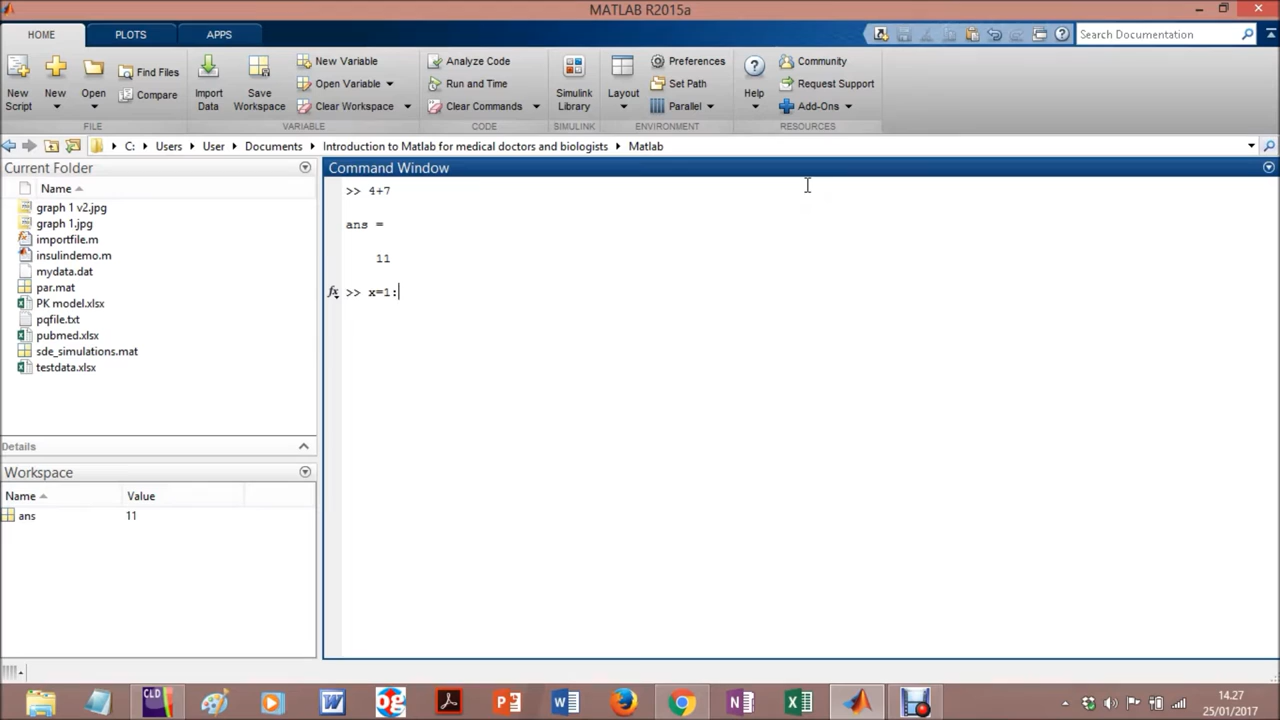 MATLAB R2015a
HOME PLOTS APPS Search Documentation
New Script New Open Find Files Compare Import Data Save Workspace New Variable Open Variable Clear Workspace Analyze Code Run and Time Clear Commands Simulink Library Layout Preferences Set Path Parallel Help Community Request Support Add-Ons
FILE VARIABLE CODE SIMULINK ENVIRONMENT RESOURCES
C: Users User Documents Introduction to Matlab for medical doctors and biologists Matlab
Current Folder
Name
graph 1 v2.jpg
graph 1.jpg
importfile.m
insulindemo.m
mydata.dat
par.mat
PK model.xlsx
pqfile.txt
pubmed.xlsx
sde_simulations.mat
testdata.xlsx
Details
Workspace
Name Value
ans 11
Command Window
>> 4+7
ans =
11
fx >> x=1:
CLD og
14.27
25/01/2017